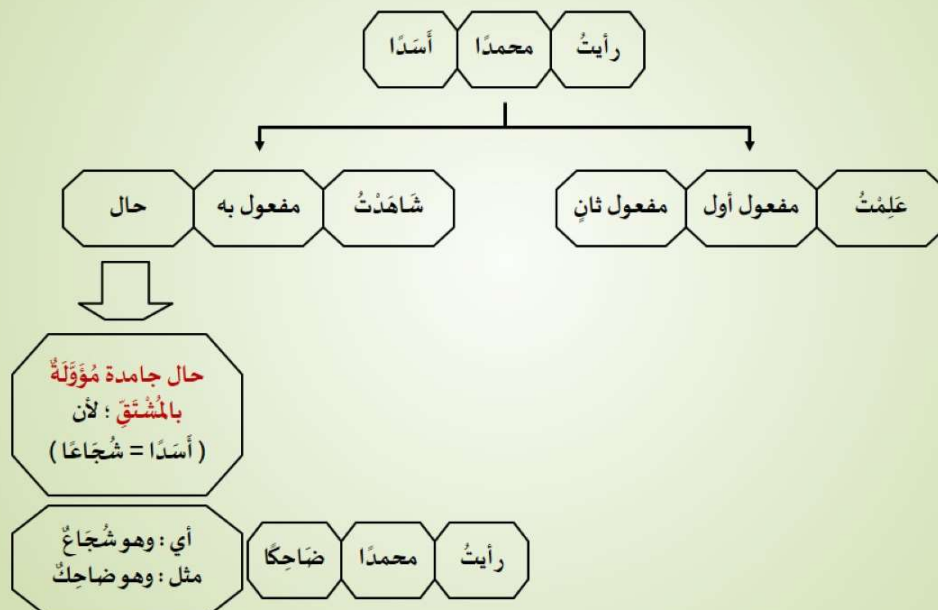 رأيتُ محمدًا أَسَدًا
عَلِمْتُ مفعول أول مفعول ثانٍ
شَاهَدْتُ مفعول به حال
حال جامدة مُؤَوَّلَةٌ
بالمُشْتَقِّ ؛ لأن
( أَسَدًا = شُجَاعًا )
رأيتُ محمدًا ضَاحِكًا
أي : وهو شُجَاعٌ
مثل : وهو ضاحِكٌ